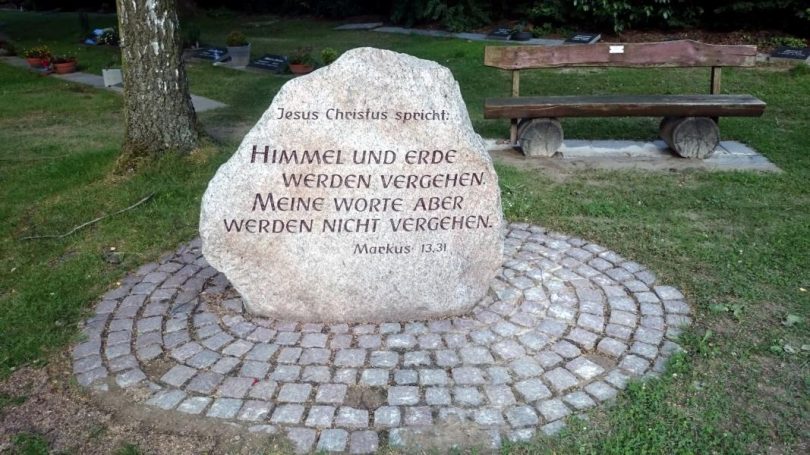 Jesus Christus spricht:
Himmel und Erde
werden vergehen.
Meine Worte aber
werden nicht vergehen.
Markus 13,31